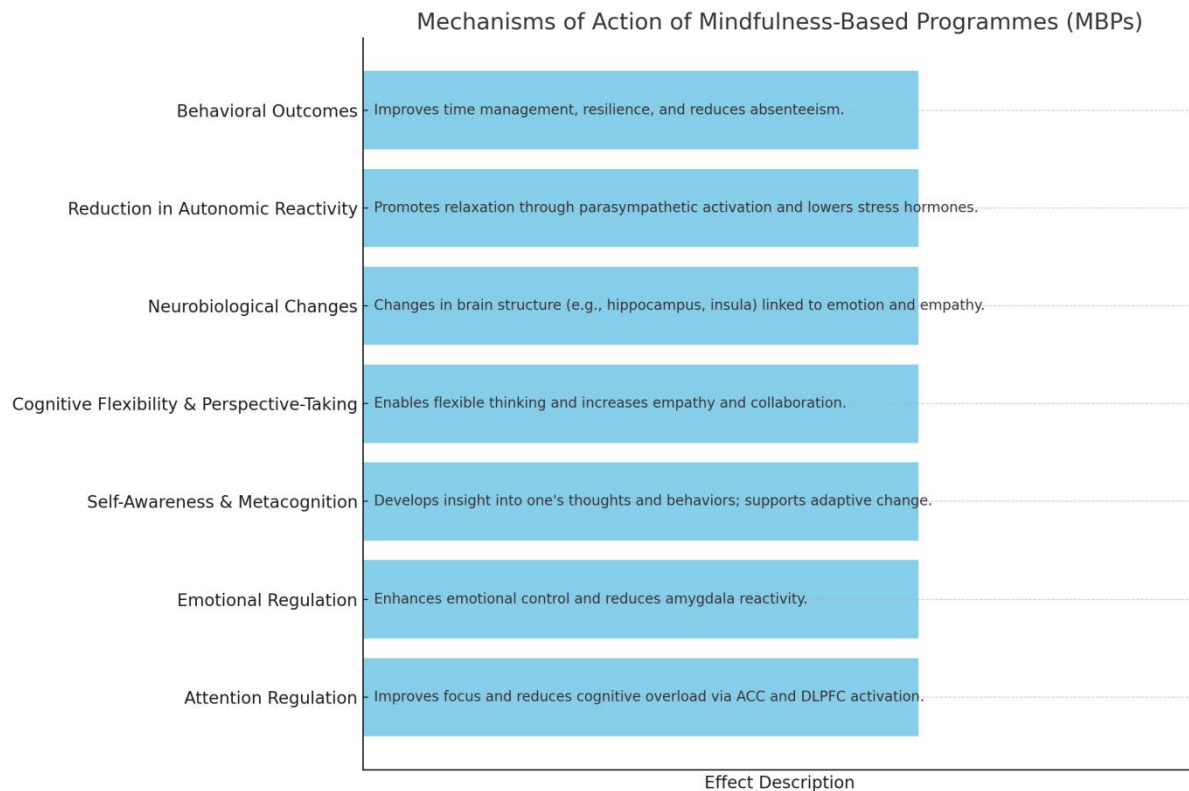 Mechanisms of Action of Mindfulness-Based Programmes (MBPs)
Behavioral Outcomes
Improves time management, resilience, and reduces absenteeism.
Reduction in Autonomic Reactivity
Promotes relaxation through parasympathetic activation and lowers stress hormones.
Neurobiological Changes
Changes in brain structure (e.g., hippocampus, insula) linked to emotion and empathy.
Cognitive Flexibility & Perspective-Taking
Enables flexible thinking and increases empathy and collaboration.
Self-Awareness & Metacognition
Develops insight into one's thoughts and behaviors; supports adaptive change.
Emotional Regulation
Enhances emotional control and reduces amygdala reactivity.
Attention Regulation
Improves focus and reduces cognitive overload via ACC and DLPFC activation.
Effect Description